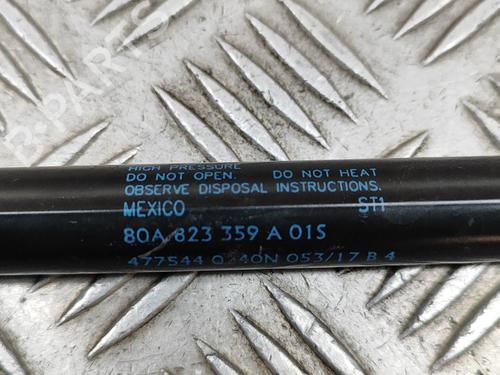 HIGH PRESSURE
DO NOT OPEN. DO NOT HEAT
OBSERVE DISPOSAL INSTRUCTIONS.
MEXICO ST1
80A 823 359 A 01S
477544 0240N 053/17 B 4
B-PARTS